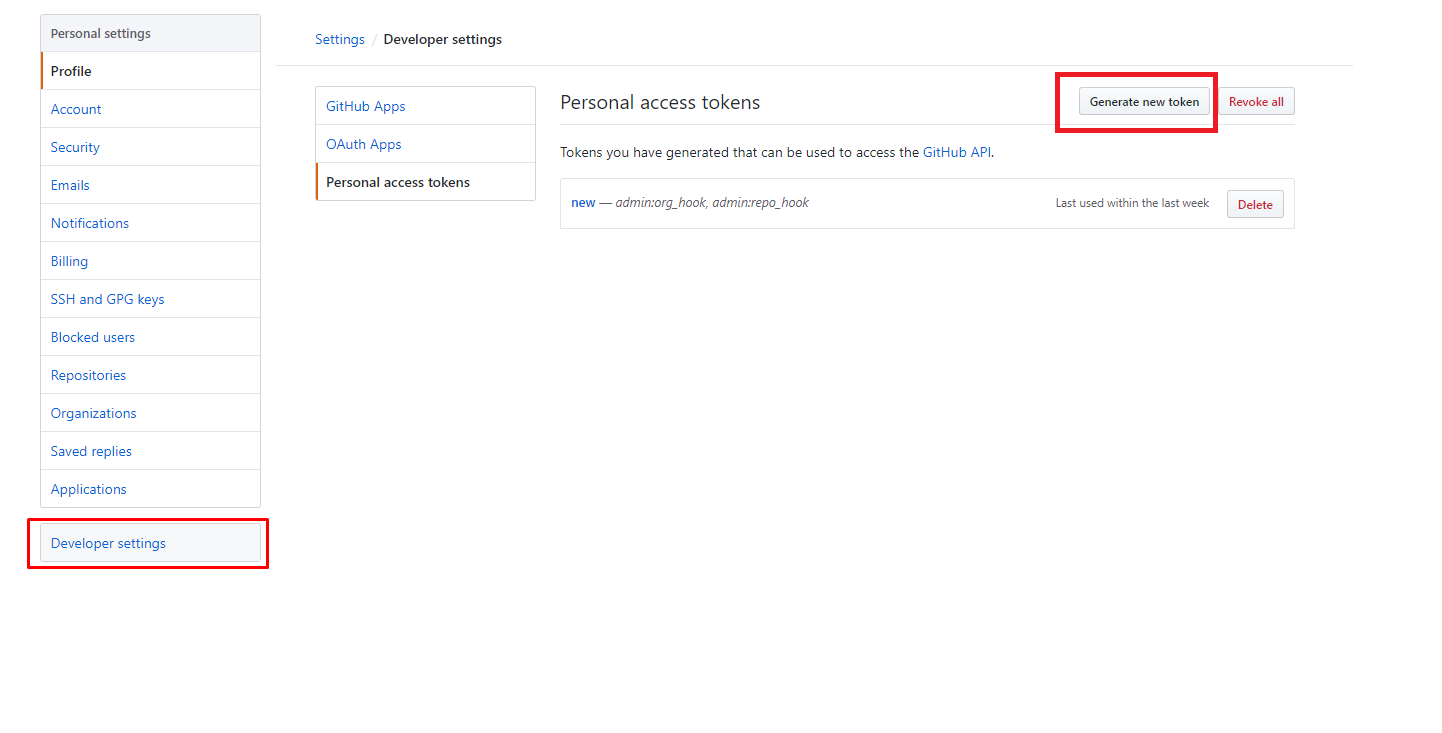 Personal settings
Profile
Account
Security
Emails
Notifications
Billing
SSH and GPG keys
Blocked users
Repositories
Organizations
Saved replies
Applications
Developer settings
Settings / Developer settings
GitHub Apps
OAuth Apps
Personal access tokens
Personal access tokens
Generate new token
Revoke all
Tokens you have generated that can be used to access the GitHub API.
new — admin:org_hook, admin:repo_hook
Last used within the last week
Delete